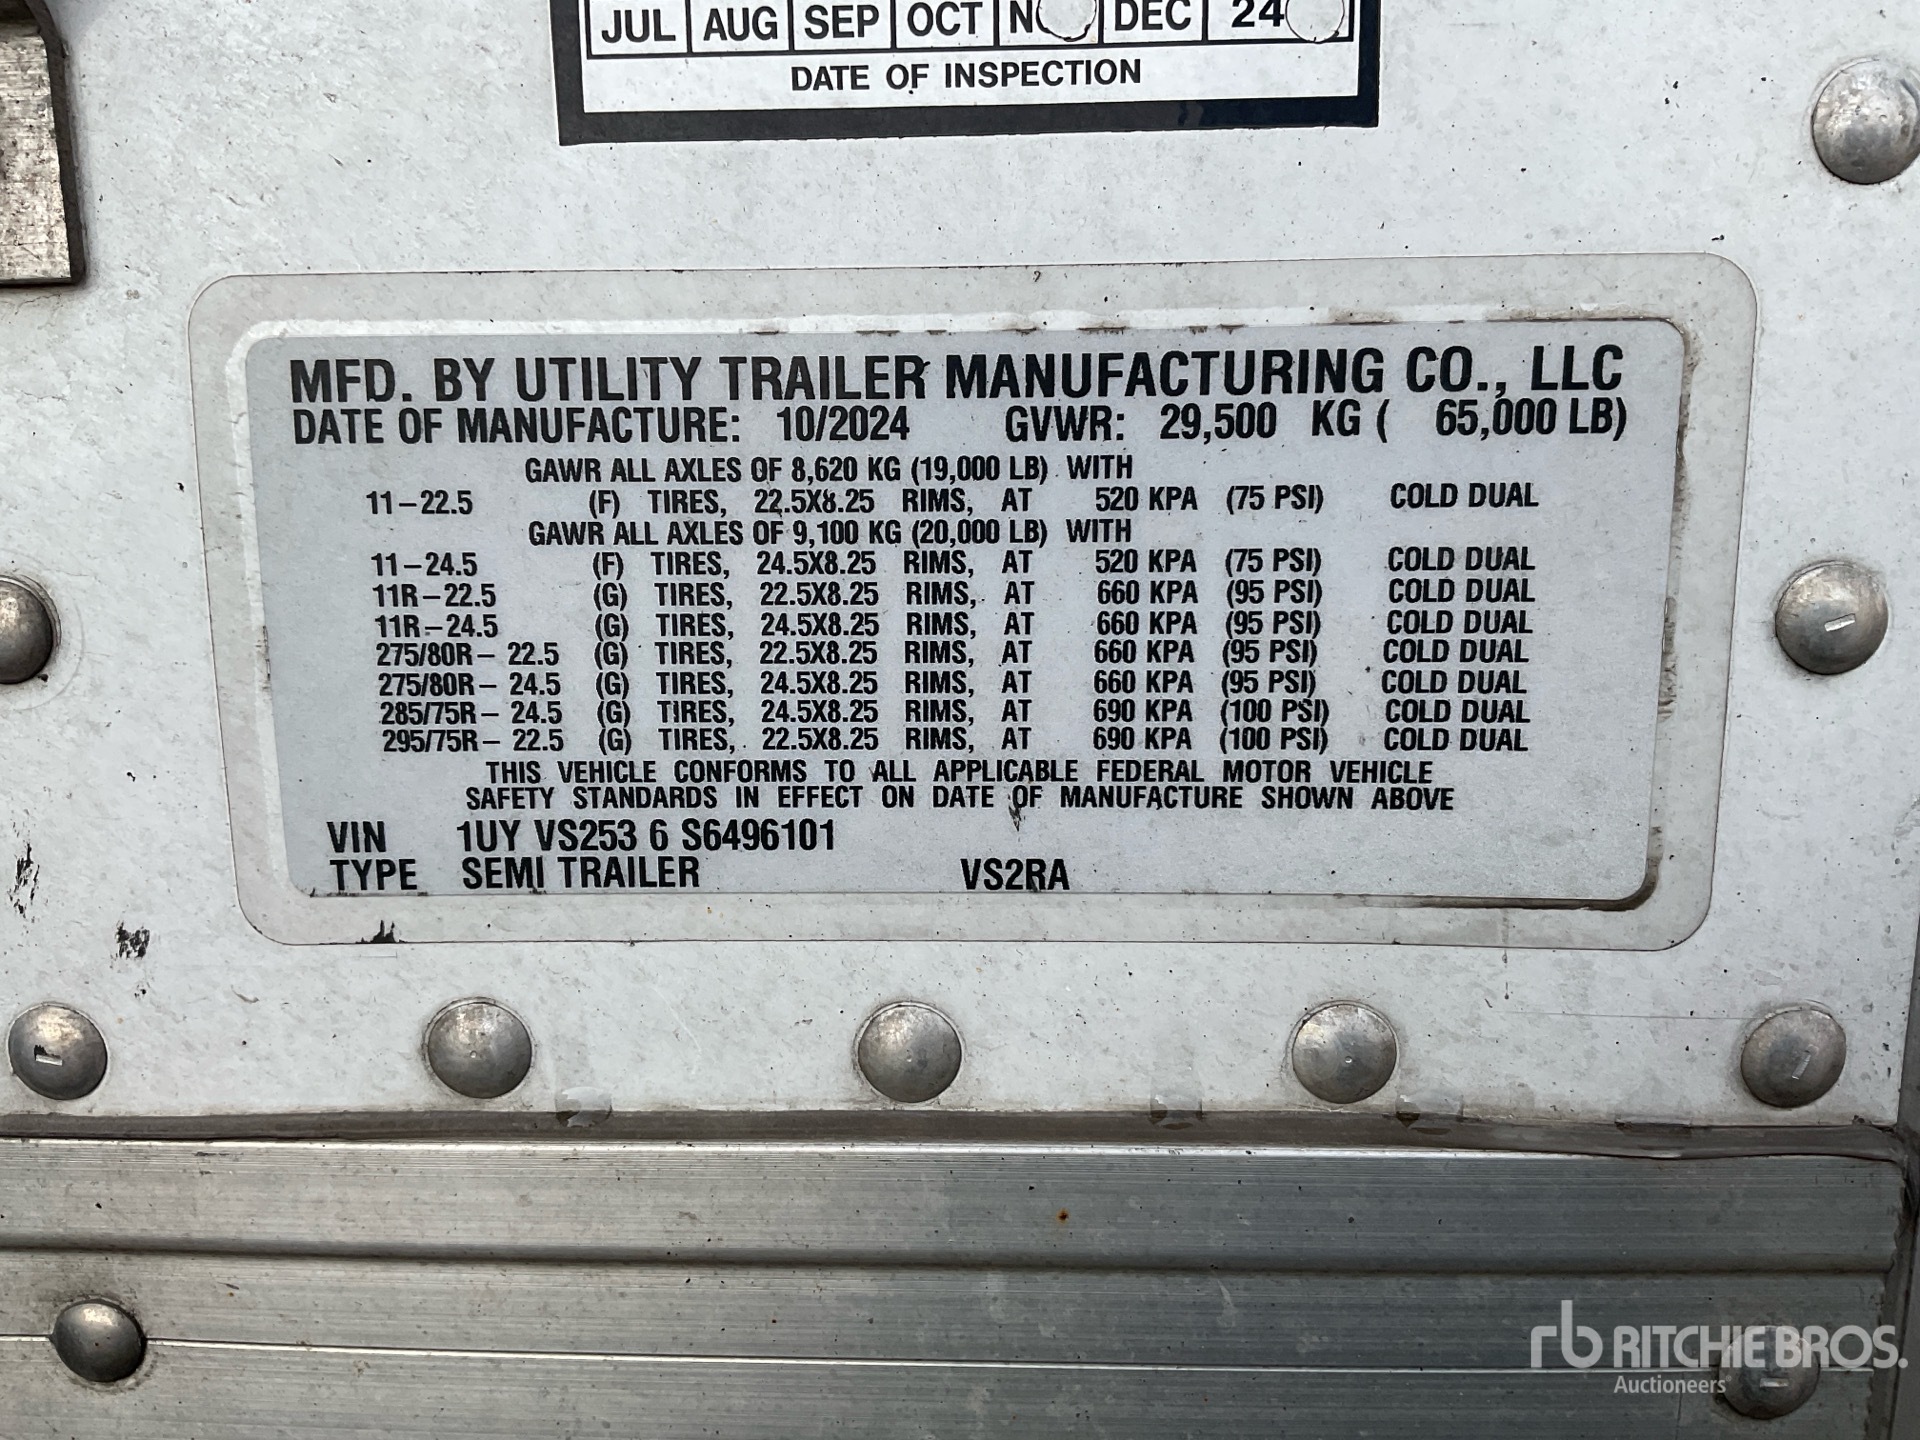 JUL AUG SEP OCT DEC 24
DATE OF INSPECTION
MFD. BY UTILITY TRAILER MANUFACTURING CO., LLC
DATE OF MANUFACTURE: 10/2024 GVWR: 29,500 KG ( 65,000 LB)
GAWR ALL AXLES OF 8,620 KG (19,000 LB) WITH
11-22.5 (F) TIRES, 22.5X8.25 RIMS, AT 520 KPA (75 PSI) COLD DUAL
GAWR ALL AXLES OF 9,100 KG (20,000 LB) WITH
11-24.5 (F) TIRES, 24.5X8.25 RIMS, AT 520 KPA (75 PSI) COLD DUAL
11R-22.5 (G) TIRES, 22.5X8.25 RIMS, AT 660 KPA (95 PSI) COLD DUAL
11R-24.5 (G) TIRES, 24.5X8.25 RIMS, AT 660 KPA (95 PSI) COLD DUAL
275/80R- 22.5 (G) TIRES, 22.5X8.25 RIMS, AT 660 KPA (95 PSI) COLD DUAL
275/80R- 24.5 (G) TIRES, 24.5X8.25 RIMS, AT 660 KPA (95 PSI) COLD DUAL
285/75R- 24.5 (G) TIRES, 24.5X8.25 RIMS, AT 690 KPA (100 PSI) COLD DUAL
295/75R- 22.5 (G) TIRES, 22.5X8.25 RIMS, AT 690 KPA (100 PSI) COLD DUAL
THIS VEHICLE CONFORMS TO ALL APPLICABLE FEDERAL MOTOR VEHICLE
SAFETY STANDARDS IN EFFECT ON DATE OF MANUFACTURE SHOWN ABOVE
VIN 1UY VS253 6 S6496101
TYPE SEMI TRAILER VS2RA
rb RITCHIE BROS.
Auctioneers